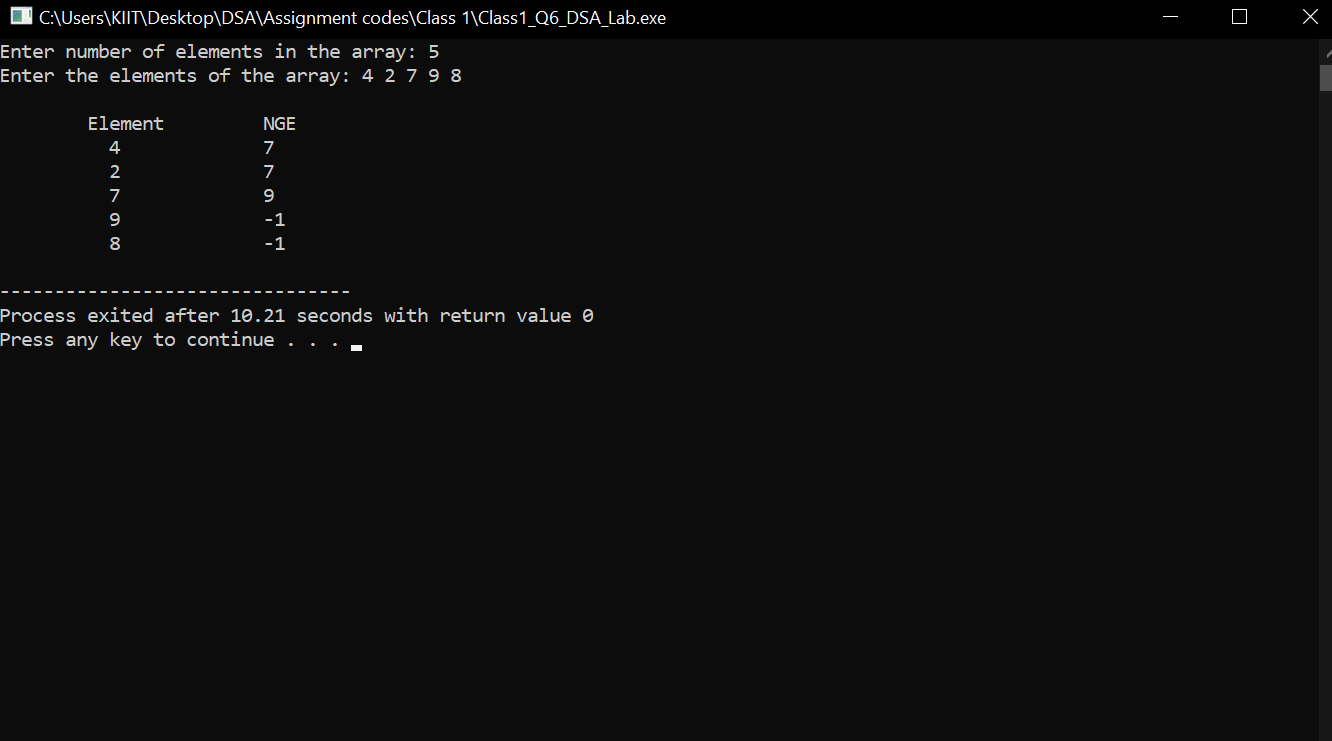 C:\Users\KIIT\Desktop\DSA\Assignment codes\Class 1\Class1_Q6_DSA_Lab.exe
Enter number of elements in the array: 5
Enter the elements of the array: 4 2 7 9 8
Element NGE
4 7
2 7
7 9
9 -1
8 -1
--------------------------------
Process exited after 10.21 seconds with return value 0
Press any key to continue . . .